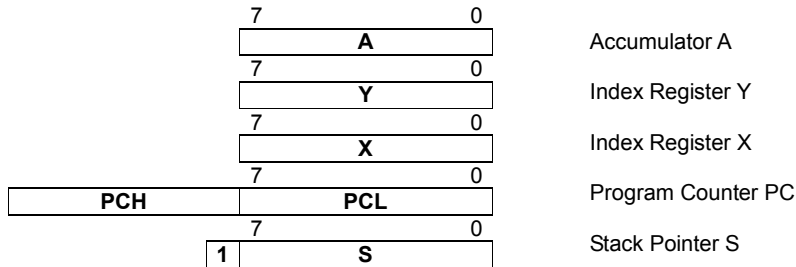 7 0
A Accumulator A
7 0
Y Index Register Y
7 0
X Index Register X
7 0
PCH PCL Program Counter PC
7 0
1 S Stack Pointer S